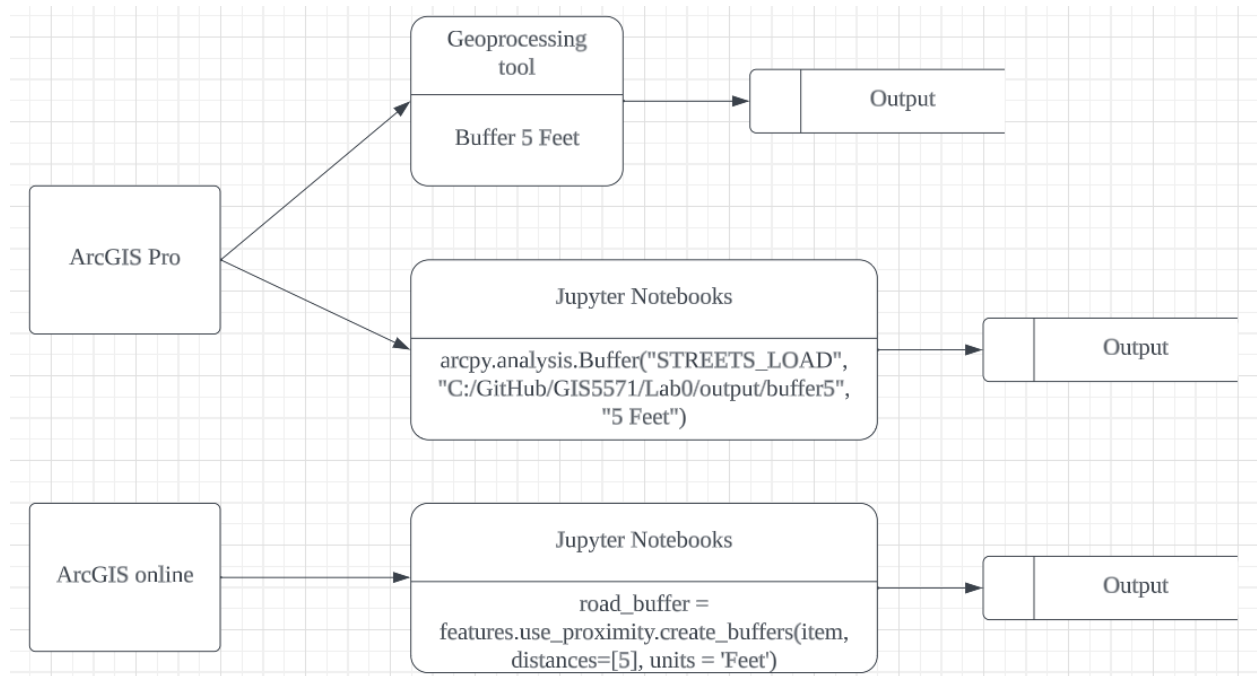 Geoprocessing
tool
Buffer 5 Feet
Output
ArcGIS Pro
Jupyter Notebooks
arcpy.analysis.Buffer("STREETS_LOAD",
"C:/GitHub/GIS5571/Lab0/output/buffer5",
"5 Feet")
Output
ArcGIS online
Jupyter Notebooks
road_buffer =
features.use_proximity.create_buffers(item,
distances=[5], units = 'Feet')
Output